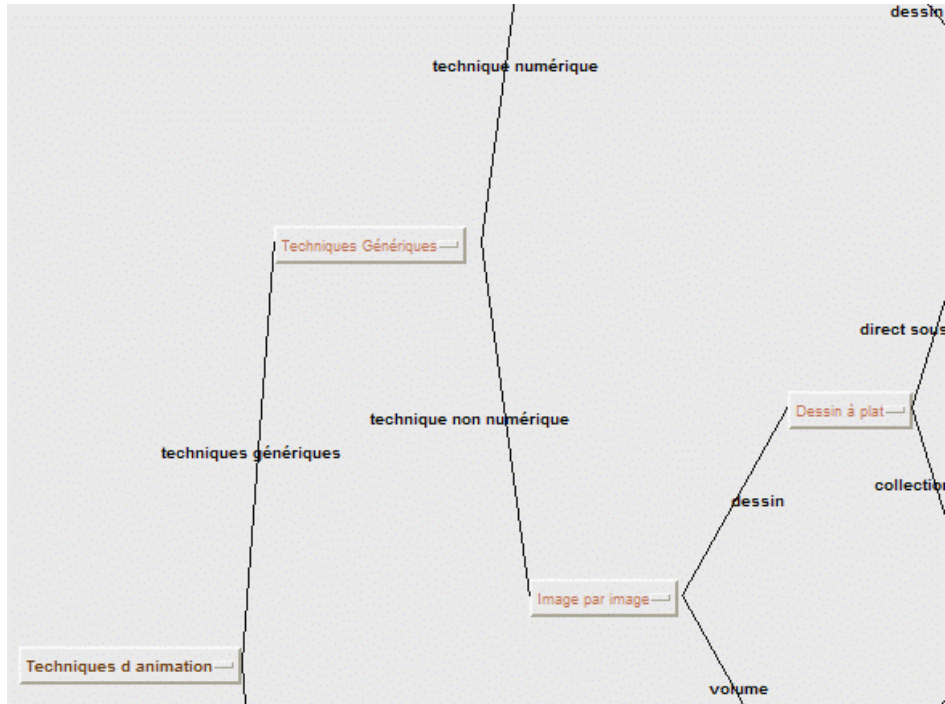 dessin
technique numérique
Techniques Génériques
direct sous
Dessin à plat
technique non numérique
techniques génériques
collection
dessin
Image par image
Techniques d animation
volume